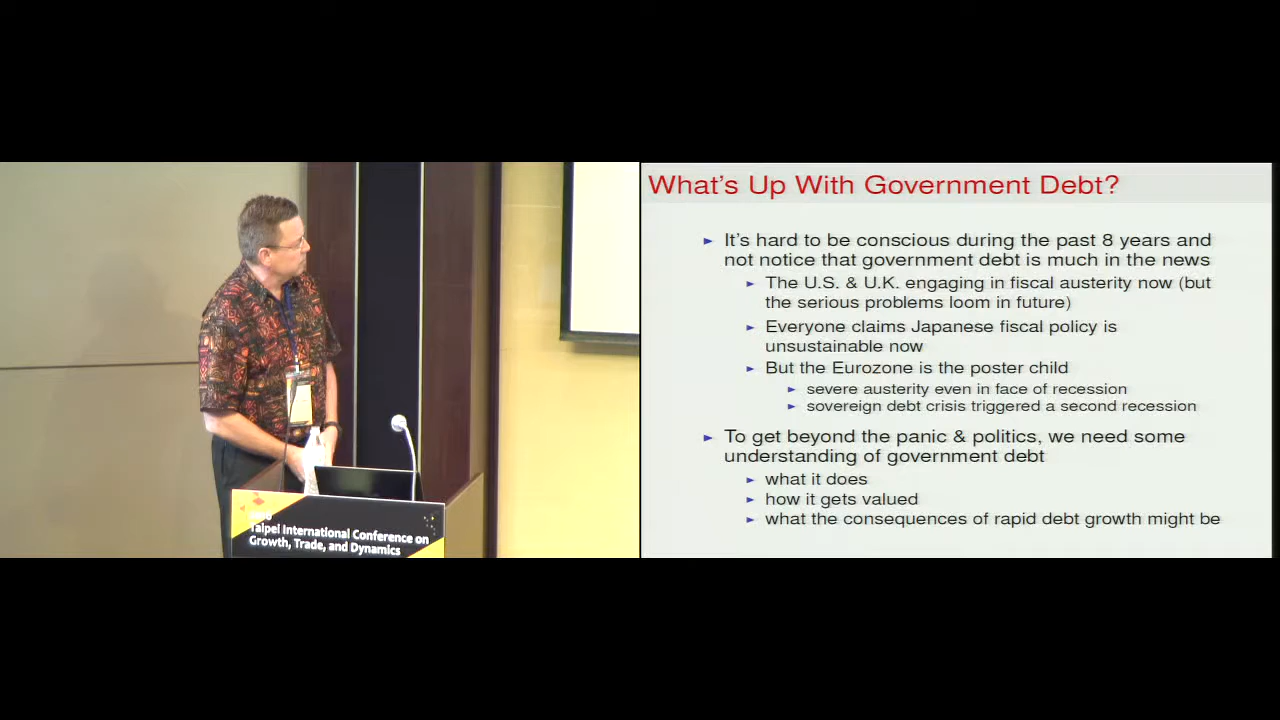 What's Up With Government Debt?
► It's hard to be conscious during the past 8 years and
not notice that government debt is much in the news
► The U.S. & U.K. engaging in fiscal austerity now (but
the serious problems loom in future)
► Everyone claims Japanese fiscal policy is
unsustainable now
► But the Eurozone is the poster child
► severe austerity even in face of recession
► sovereign debt crisis triggered a second recession
► To get beyond the panic & politics, we need some
understanding of government debt
► what it does
► how it gets valued
► what the consequences of rapid debt growth might be
Taipei International Conference on
Growth, Trade, and Dynamics